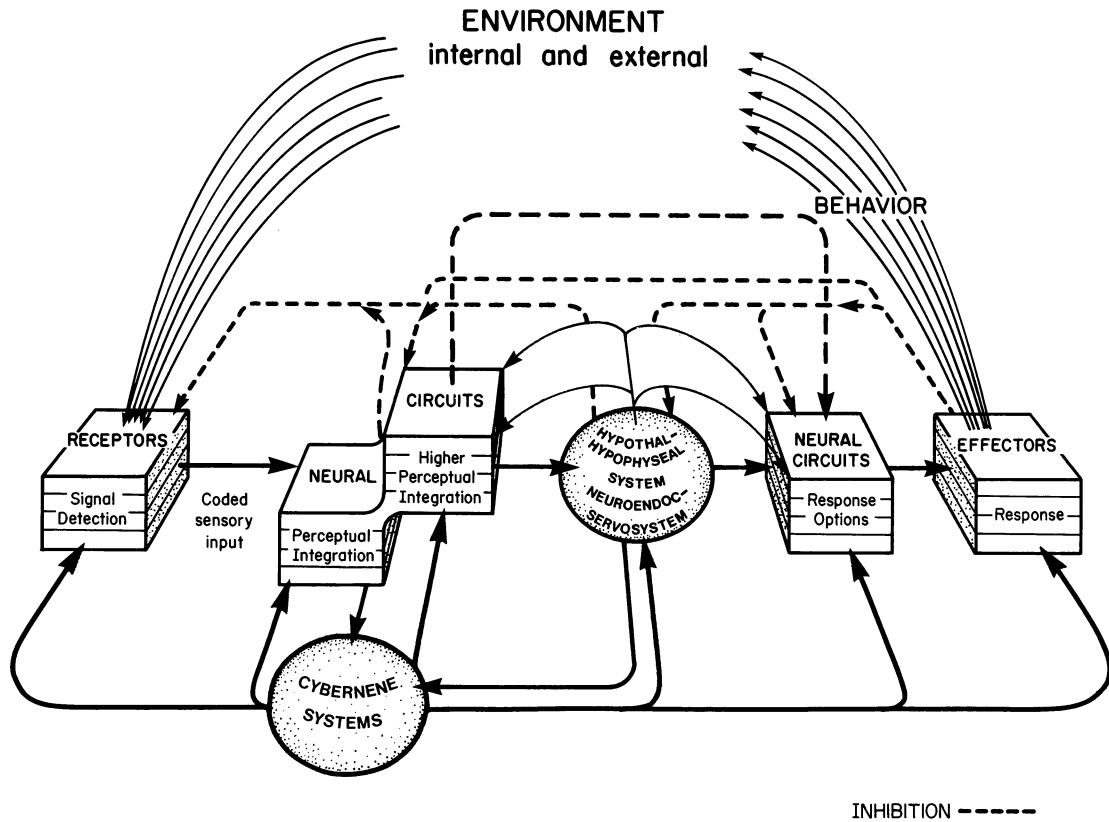 ENVIRONMENT
internal and external
BEHAVIOR
RECEPTORS
Signal
Detection
Coded
sensory
input
NEURAL
Perceptual
Integration
CIRCUITS
Higher
Perceptual
Integration
HYPOTHAL-
HYPOPHYSEAL
SYSTEM
NEUROENDOC-
SERVOSYSTEM
NEURAL
CIRCUITS
Response
Options
EFFECTORS
Response
CYBERNENE
SYSTEMS
INHIBITION